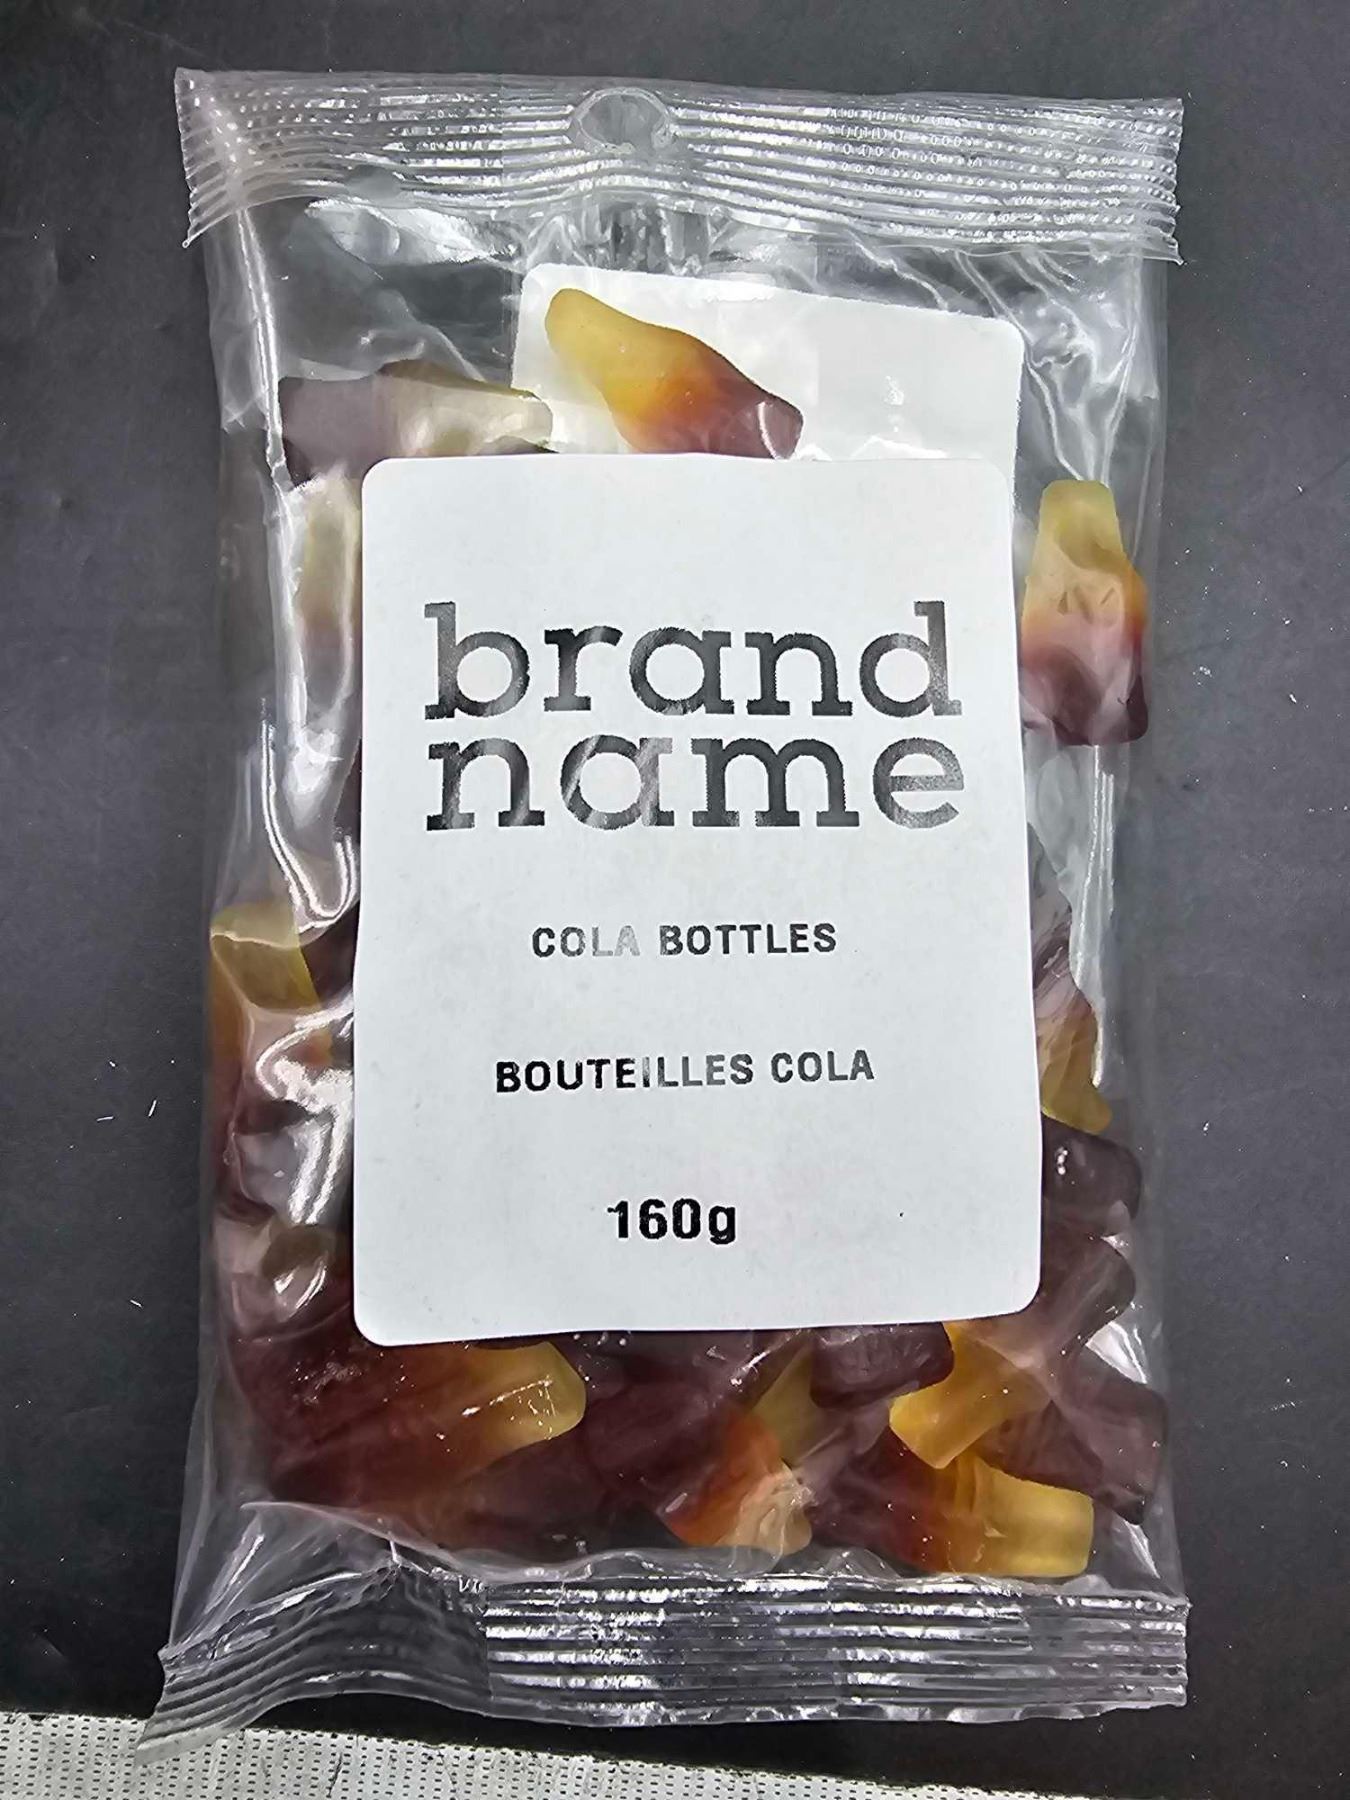 brand
name
COLA BOTTLES
BOUTEILLES COLA
160g